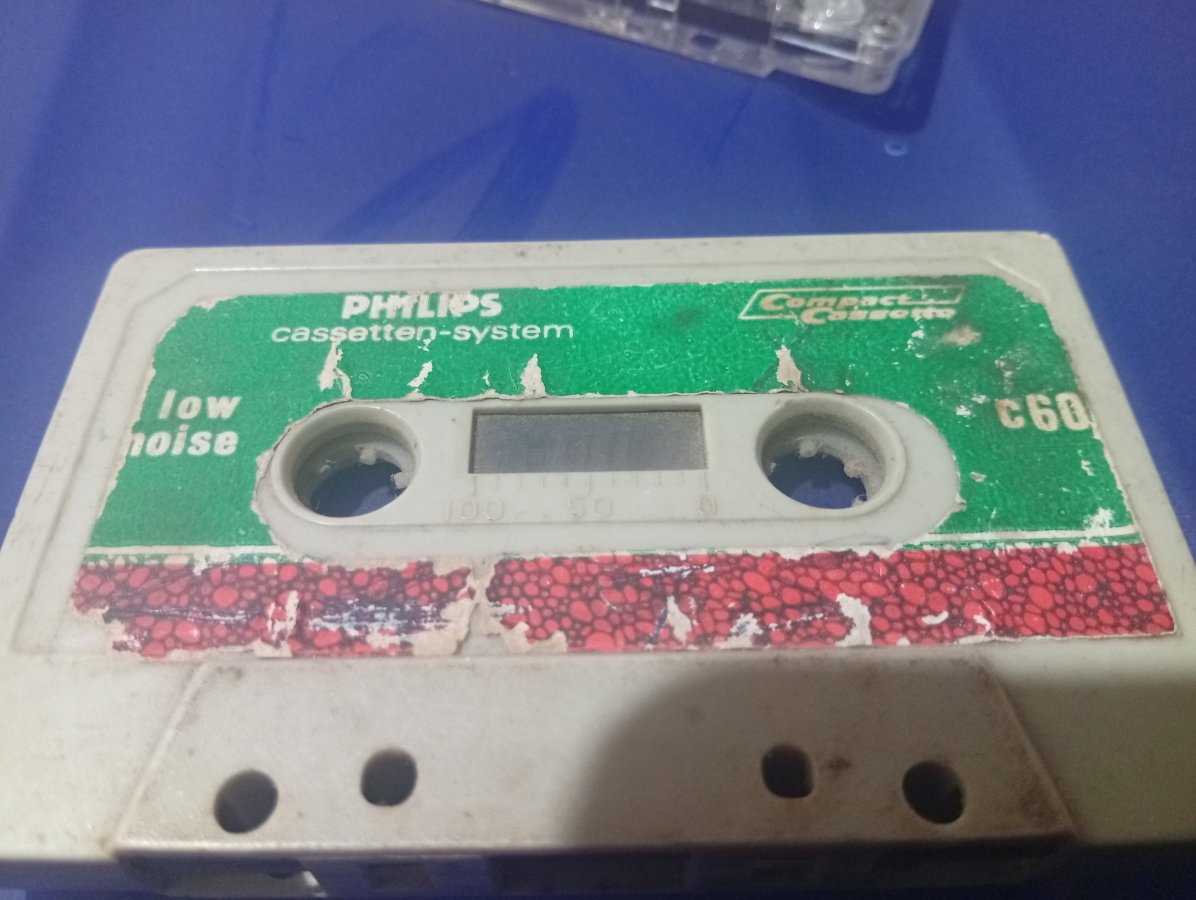 PHILIPS
cassetten-system
Compact
Cassette
low
noise
c60
100 50 0